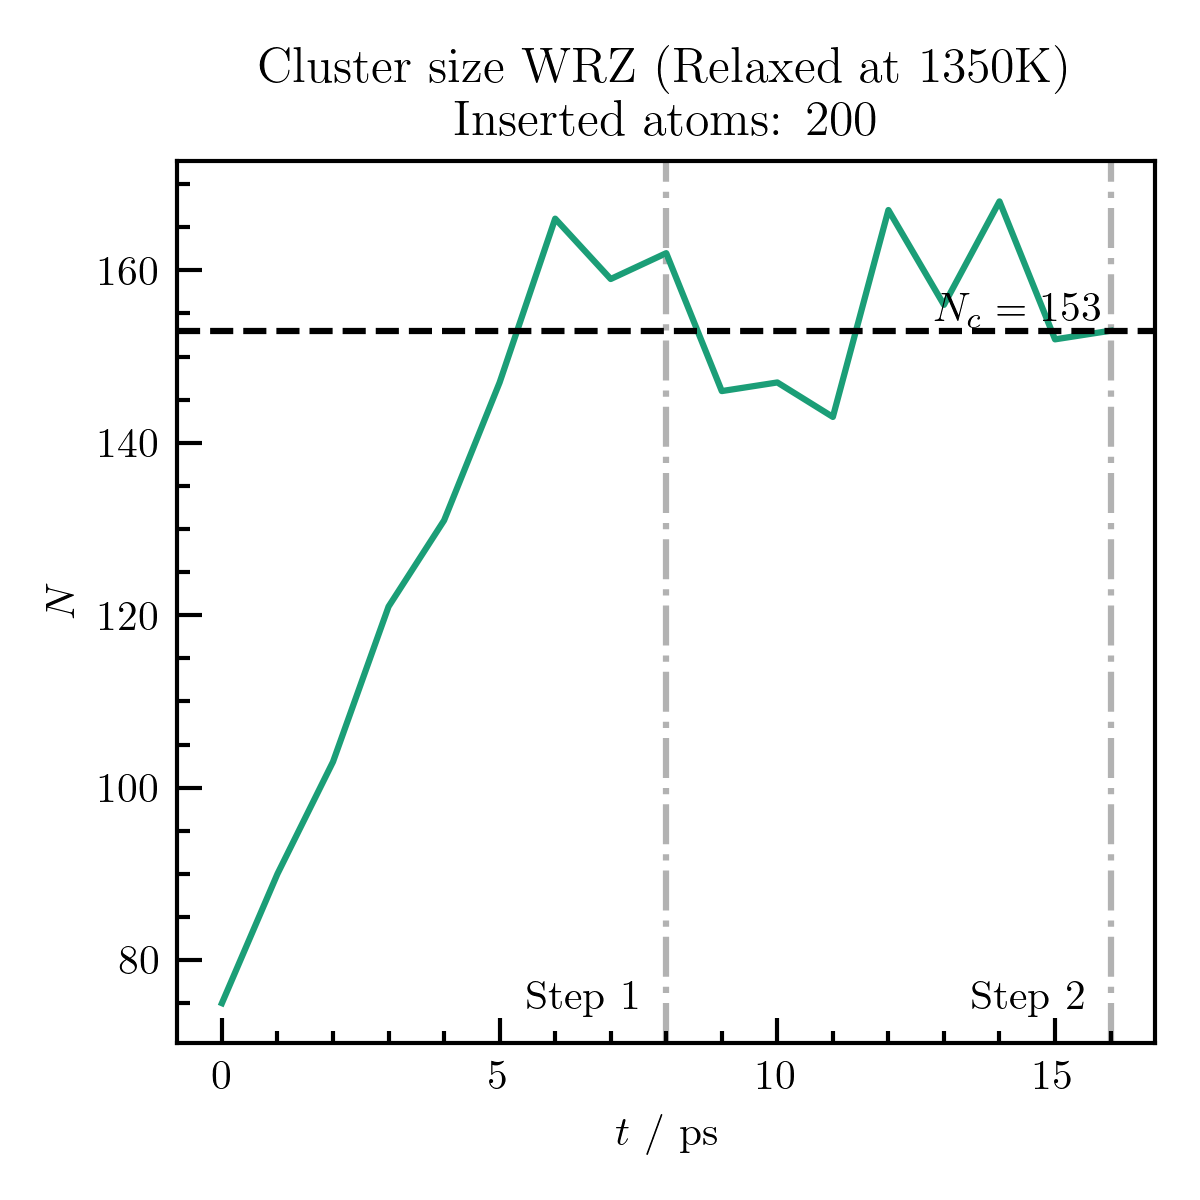 Cluster size WRZ (Relaxed at 1350K)
Inserted atoms: 200
160
140
120
100
80
N
N_c = 153
Step 1
Step 2
0 5 10 15
t / ps